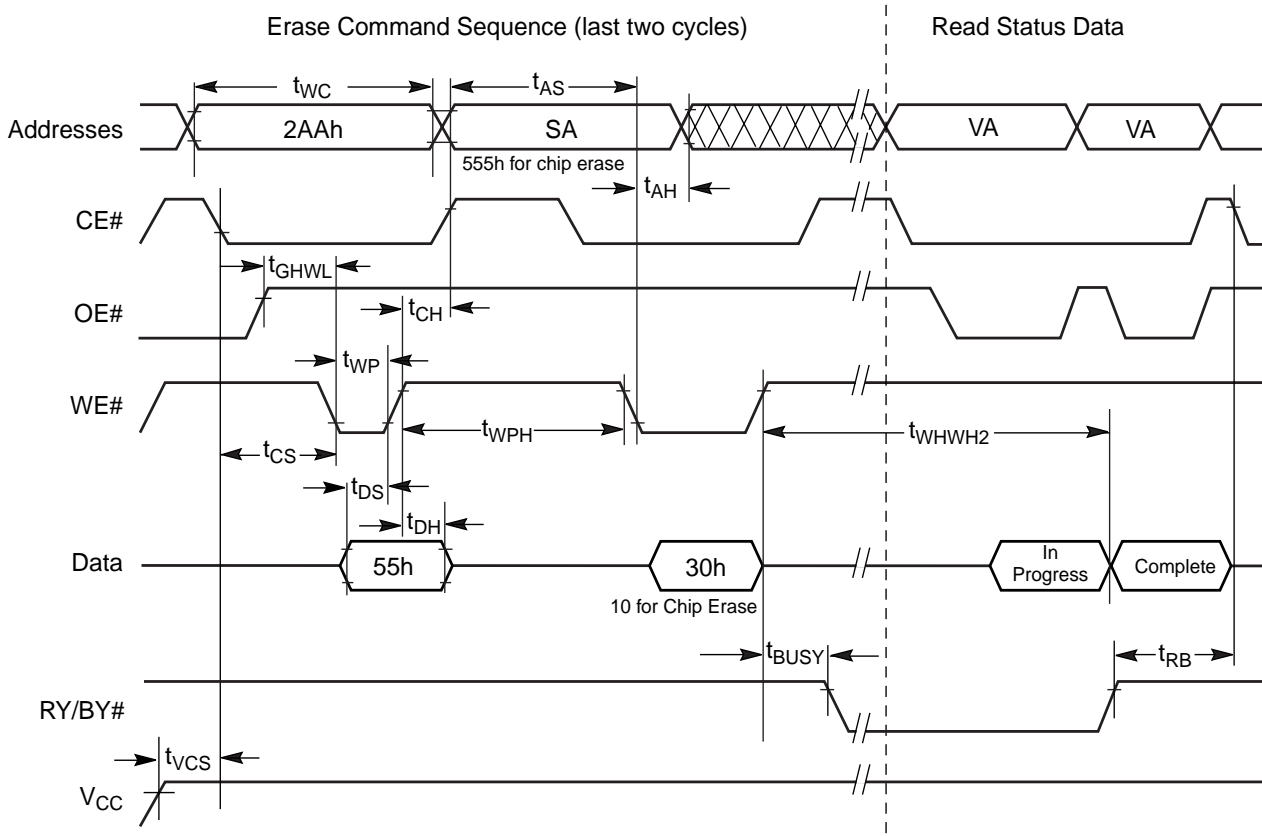 Erase Command Sequence (last two cycles)
Read Status Data
tWC
tAS
Addresses
2AAh
SA
VA
VA
555h for chip erase
tAH
CE#
tGHWL
tCH
OE#
tWP
WE#
tWPH
tWHWH2
tCS
tDS
tDH
Data
55h
30h
In
Progress
Complete
10 for Chip Erase
tBUSY
tRB
RY/BY#
tVCS
VCC